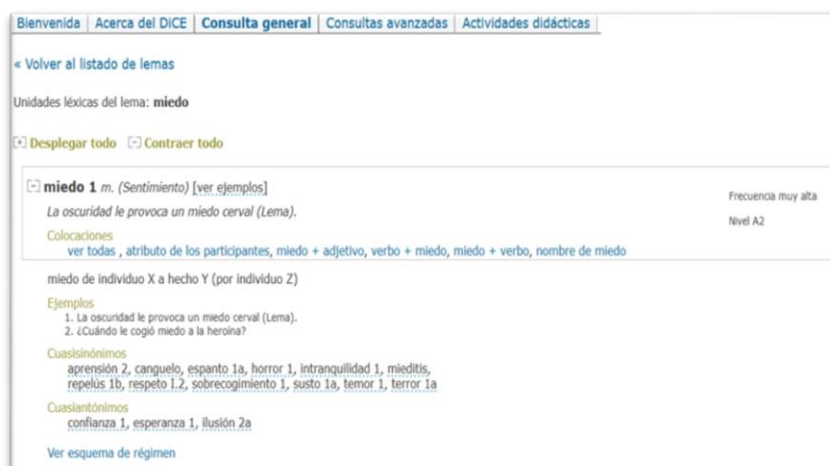 Bienvenida Acerca del DICE Consulta general Consultas avanzadas Actividades didácticas
« Volver al listado de lemas
Unidades léxicas del lema: miedo
[+] Desplegar todo [-] Contraer todo
[-] miedo 1 m. (Sentimiento) [ver ejemplos]
Frecuencia muy alta
La oscuridad le provoca un miedo cerval (Lema).
Nivel A2
Colocaciones
ver todas , atributo de los participantes, miedo + adjetivo, verbo + miedo, miedo + verbo, nombre de miedo
miedo de individuo X a hecho Y (por individuo Z)
Ejemplos
1. La oscuridad le provoca un miedo cerval (Lema).
2. ¿Cuándo le cogió miedo a la heroína?
Cuasisinónimos
aprensión 2, canguelo, espanto 1a, horror 1, intranquilidad 1, mieditis,
repelús 1b, respeto I.2, sobrecogimiento 1, susto 1a, temor 1, terror 1a
Cuasiantónimos
confianza 1, esperanza 1, ilusión 2a
Ver esquema de régimen